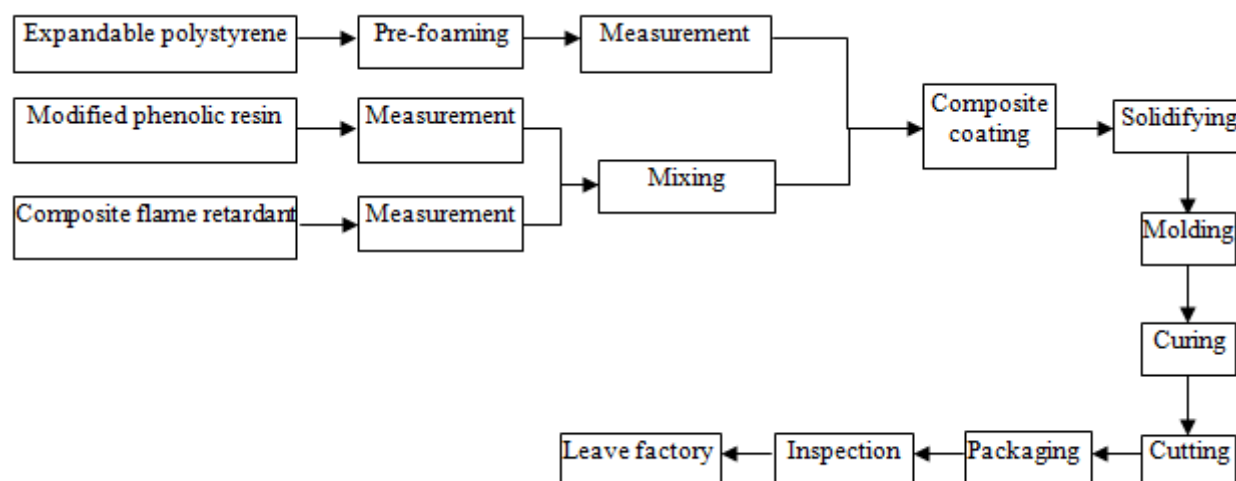 Expandable polystyrene
Pre-foaming
Measurement
Modified phenolic resin
Measurement
Composite flame retardant
Measurement
Mixing
Composite
coating
Solidifying
Molding
Curing
Cutting
Packaging
Inspection
Leave factory